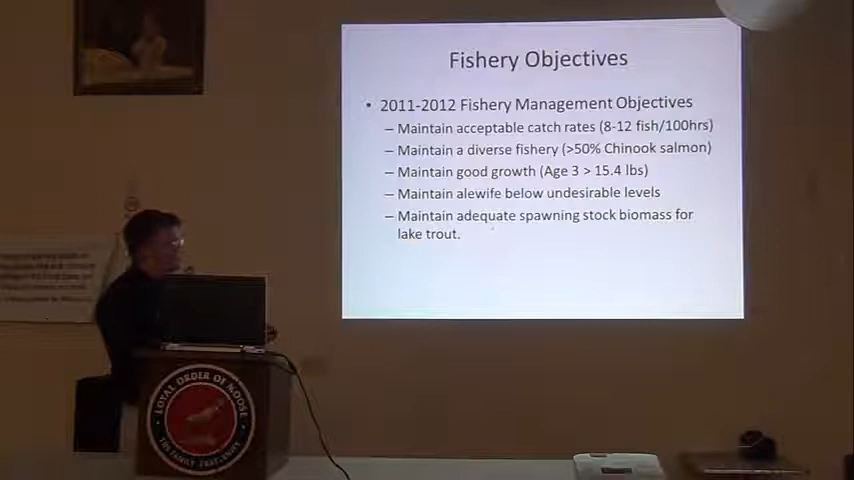 Fishery Objectives
• 2011-2012 Fishery Management Objectives
– Maintain acceptable catch rates (8-12 fish/100hrs)
– Maintain a diverse fishery (>50% Chinook salmon)
– Maintain good growth (Age 3 > 15.4 lbs)
– Maintain alewife below undesirable levels
– Maintain adequate spawning stock biomass for
lake trout.
LOYAL ORDER OF MOOSE
THE FAMILY FRATERNITY